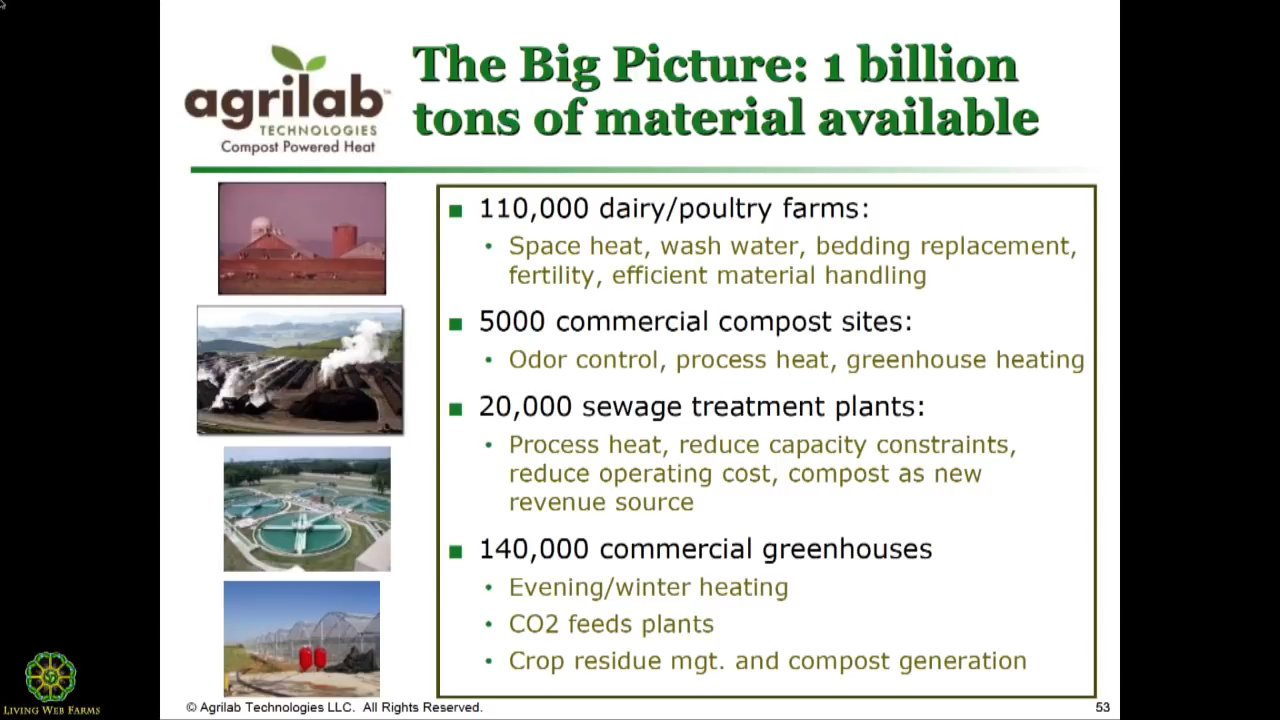 The Big Picture: 1 billion
tons of material available
agrilab™
TECHNOLOGIES
Compost Powered Heat
110,000 dairy/poultry farms:
Space heat, wash water, bedding replacement,
fertility, efficient material handling
5000 commercial compost sites:
Odor control, process heat, greenhouse heating
20,000 sewage treatment plants:
Process heat, reduce capacity constraints,
reduce operating cost, compost as new
revenue source
140,000 commercial greenhouses
Evening/winter heating
CO2 feeds plants
Crop residue mgt. and compost generation
© Agrilab Technologies LLC. All Rights Reserved.
53
LIVING WEB FARMS